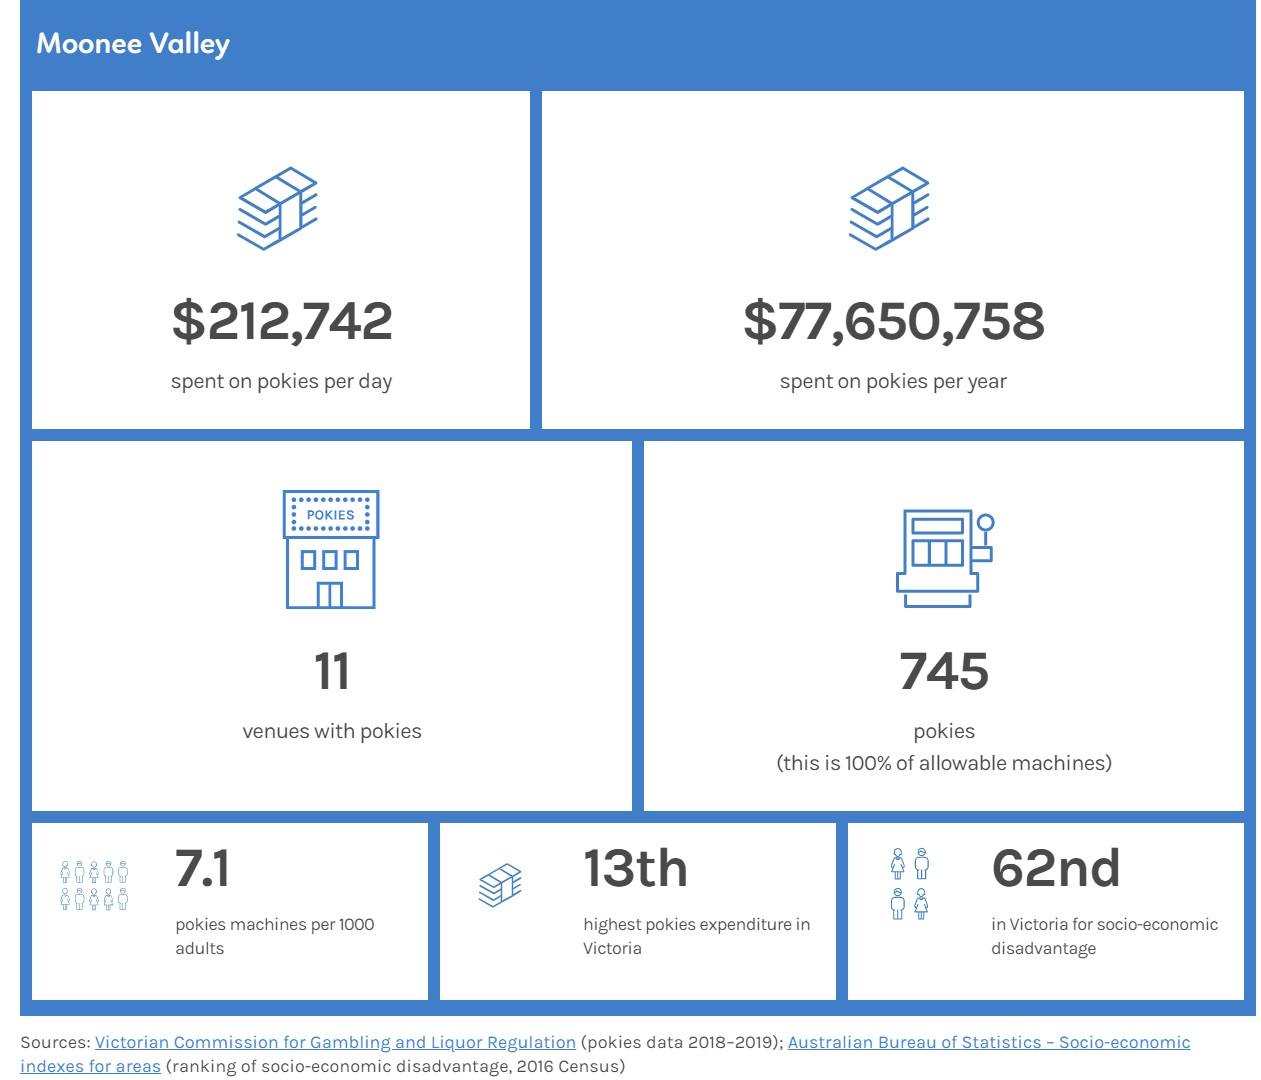 Moonee Valley
$212,742
spent on pokies per day
$77,650,758
spent on pokies per year
POKIES
11
venues with pokies
745
pokies
(this is 100% of allowable machines)
7.1
pokies machines per 1000
adults
13th
highest pokies expenditure in
Victoria
62nd
in Victoria for socio-economic
disadvantage
Sources: Victorian Commission for Gambling and Liquor Regulation (pokies data 2018–2019); Australian Bureau of Statistics – Socio-economic
indexes for areas (ranking of socio-economic disadvantage, 2016 Census)